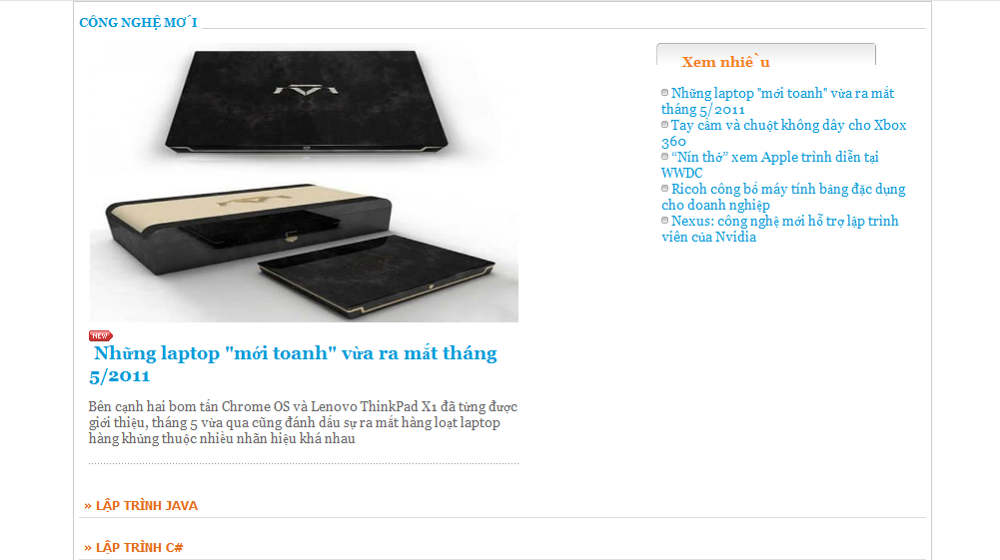 CÔNG NGHỆ MỚI
NEW
Những laptop "mới toanh" vừa ra mắt tháng
5/2011
Bên cạnh hai bom tấn Chrome OS và Lenovo ThinkPad X1 đã từng được
giới thiệu, tháng 5 vừa qua cũng đánh dấu sự ra mắt hàng loạt laptop
hàng khủng thuộc nhiều nhãn hiệu khá nhau
Xem nhiều
Những laptop "mới toanh" vừa ra mắt
tháng 5/2011
Tay cầm và chuột không dây cho Xbox
360
“Nín thở” xem Apple trình diễn tại
WWDC
Ricoh công bố máy tính bảng đặc dụng
cho doanh nghiệp
Nexus: công nghệ mới hỗ trợ lập trình
viên của Nvidia
» LẬP TRÌNH JAVA
» LẬP TRÌNH C#